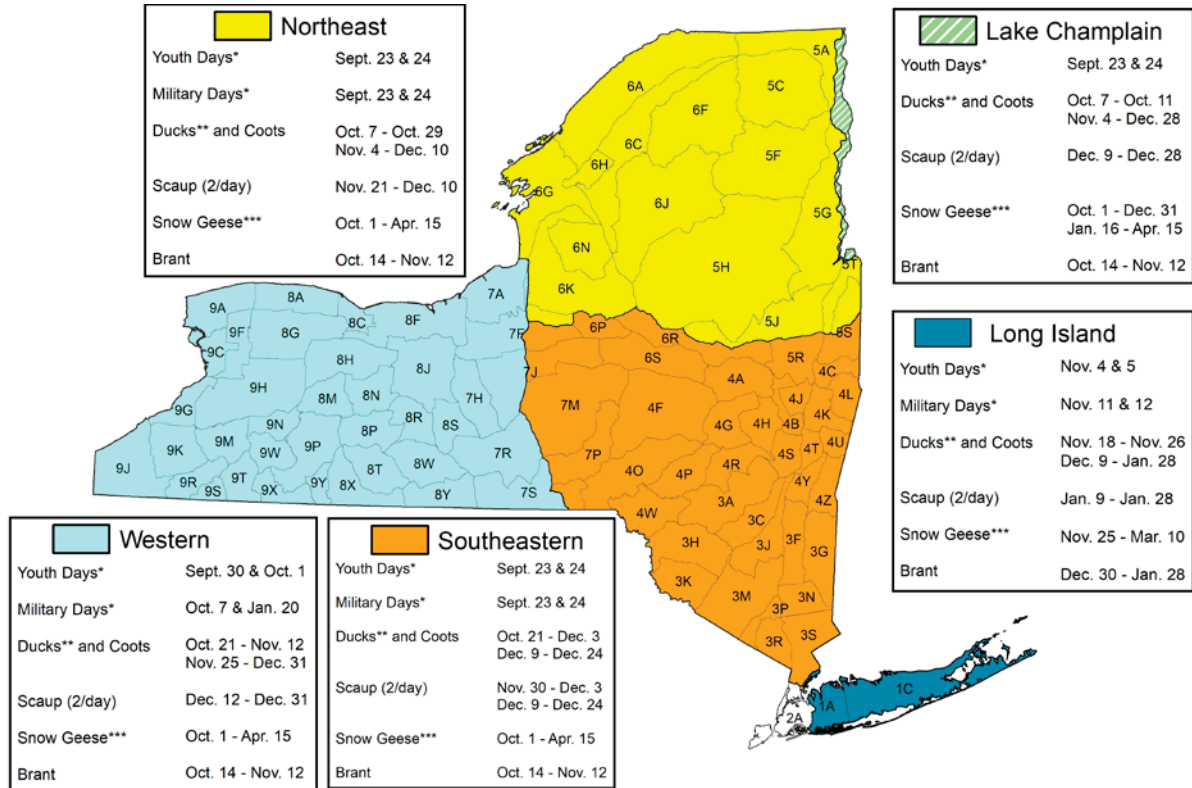 Northeast
Youth Days* Sept. 23 & 24
Military Days* Sept. 23 & 24
Ducks** and Coots Oct. 7 - Oct. 29
Nov. 4 - Dec. 10
Scaup (2/day) Nov. 21 - Dec. 10
Snow Geese*** Oct. 1 - Apr. 15
Brant Oct. 14 - Nov. 12
Lake Champlain
Youth Days* Sept. 23 & 24
Ducks** and Coots Oct. 7 - Oct. 11
Nov. 4 - Dec. 28
Scaup (2/day) Dec. 9 - Dec. 28
Snow Geese*** Oct. 1 - Dec. 31
Jan. 16 - Apr. 15
Brant Oct. 14 - Nov. 12
Long Island
Youth Days* Nov. 4 & 5
Military Days* Nov. 11 & 12
Ducks** and Coots Nov. 18 - Nov. 26
Dec. 9 - Jan. 28
Scaup (2/day) Jan. 9 - Jan. 28
Snow Geese*** Nov. 25 - Mar. 10
Brant Dec. 30 - Jan. 28
Western
Youth Days* Sept. 30 & Oct. 1
Military Days* Oct. 7 & Jan. 20
Ducks** and Coots Oct. 21 - Nov. 12
Nov. 25 - Dec. 31
Scaup (2/day) Dec. 12 - Dec. 31
Snow Geese*** Oct. 1 - Apr. 15
Brant Oct. 14 - Nov. 12
Southeastern
Youth Days* Sept. 23 & 24
Military Days* Sept. 23 & 24
Ducks** and Coots Oct. 21 - Dec. 3
Dec. 9 - Dec. 24
Scaup (2/day) Nov. 30 - Dec. 3
Dec. 9 - Dec. 24
Snow Geese*** Oct. 1 - Apr. 15
Brant Oct. 14 - Nov. 12
5A
6A
5C
6F
6C
5F
6H
6G
6J
5G
6N
5H
5T
6K
5J
7A
8A
9A
8C
8F
9F
8G
7F
9C
8H
8J
7J
9H
8M
8N
7H
9G
8R
9N
8S
8P
9M
9K
9W
9P
7R
8W
9J
8T
9R
9T
9Y
8X
9S
9X
8Y
7S
6P
6R
6S
5R
4A
4C
7M
4F
4J
4L
4K
4G
4H
4B
4U
4T
7P
4S
4O
4P
4R
4Y
4Z
3A
4W
3C
3H
3J
3F
3G
3K
3M
3N
3P
3R
3S
1C
1A
2A